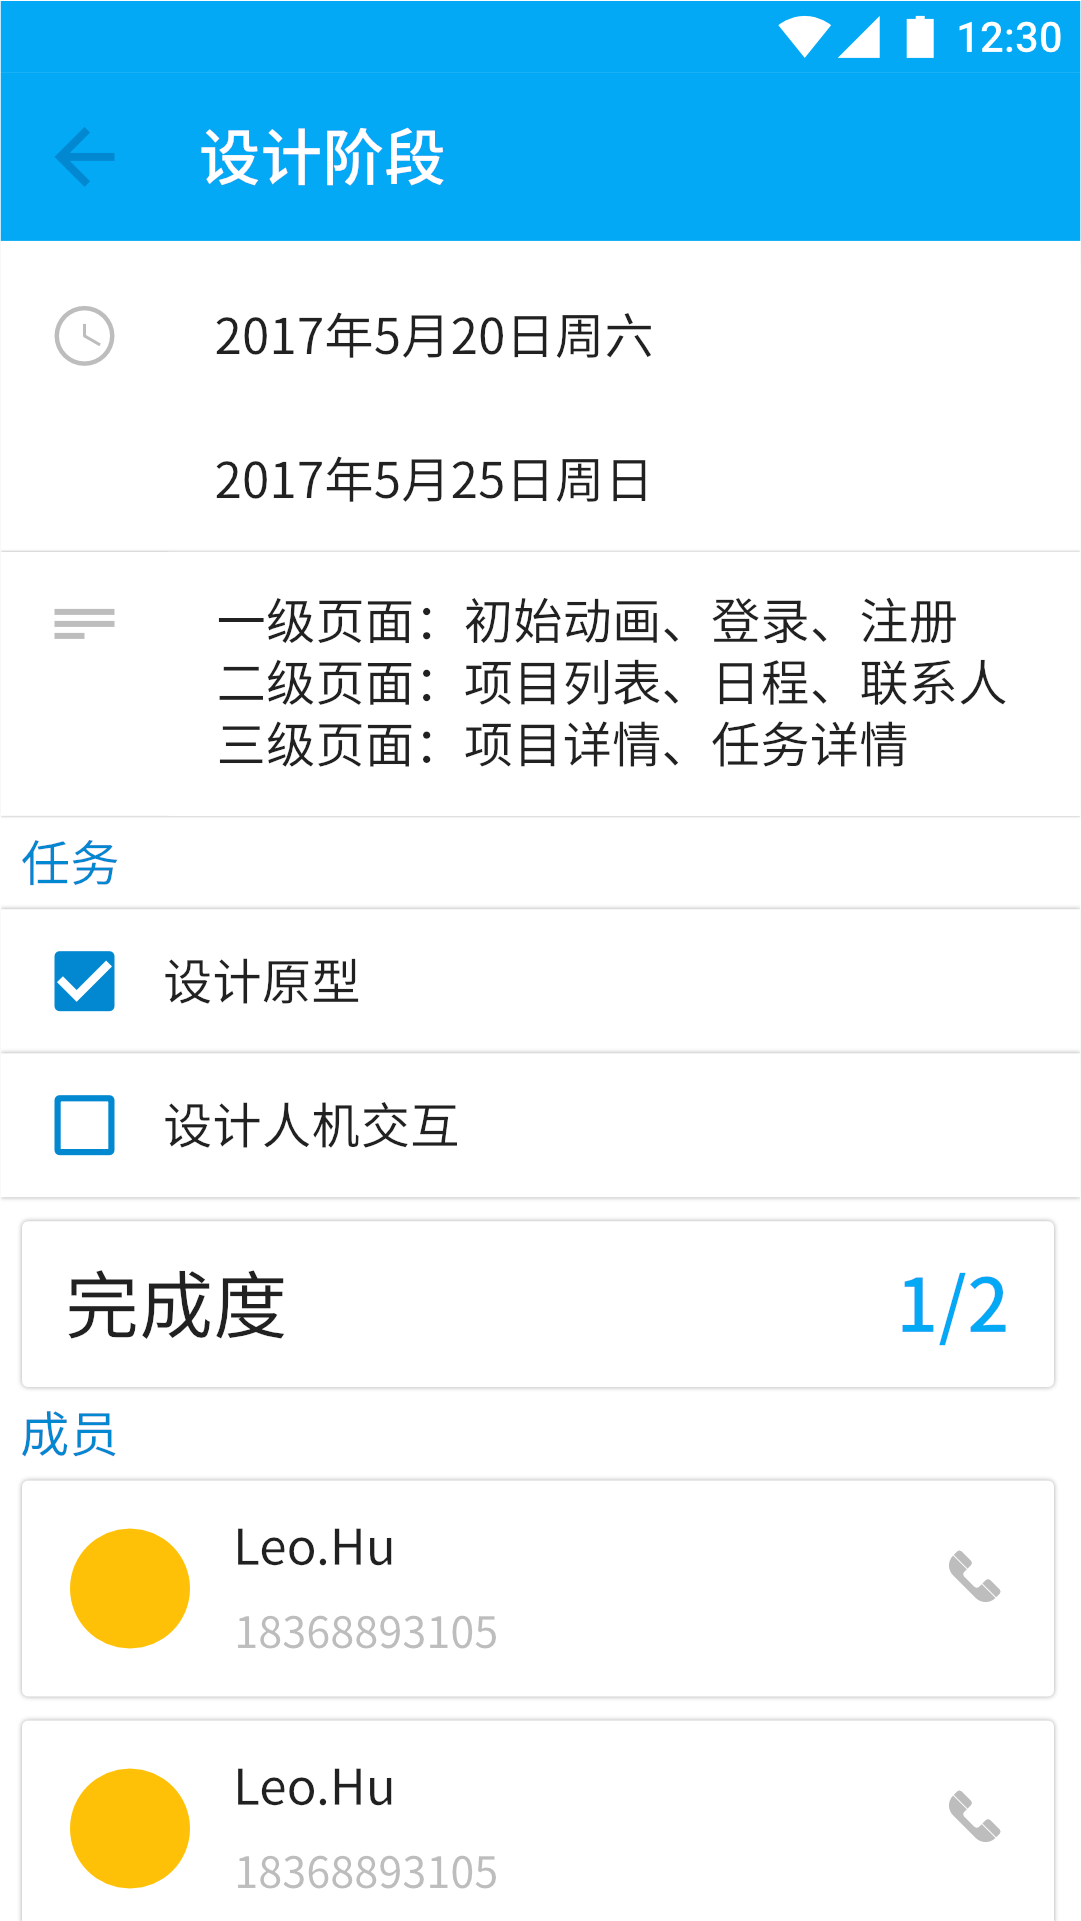 12:30
设计阶段
2017年5月20日周六
2017年5月25日周日
一级页面：初始动画、登录、注册
二级页面：项目列表、日程、联系人
三级页面：项目详情、任务详情
任务
设计原型
设计人机交互
完成度 1/2
成员
Leo.Hu
18368893105
Leo.Hu
18368893105